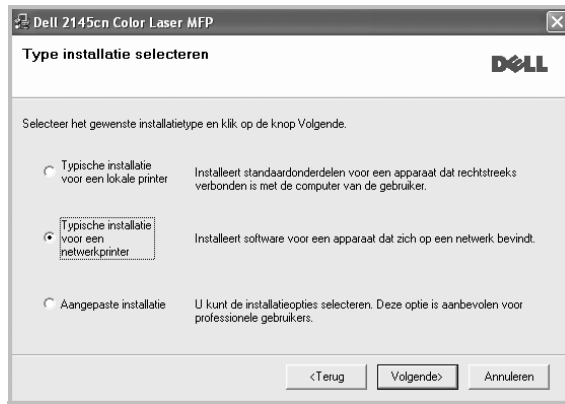 Dell 2145cn Color Laser MFP
Type installatie selecteren
DELL
Selecteer het gewenste installatietype en klik op de knop Volgende.
Typische installatie
voor een lokale printer
Installeert standaardonderdelen voor een apparaat dat rechtstreeks
verbonden is met de computer van de gebruiker.
Typische installatie
voor een
netwerkprinter
Installeert software voor een apparaat dat zich op een netwerk bevindt.
Aangepaste installatie
U kunt de installatieopties selecteren. Deze optie is aanbevolen voor
professionele gebruikers.
<Terug
Volgende>
Annuleren